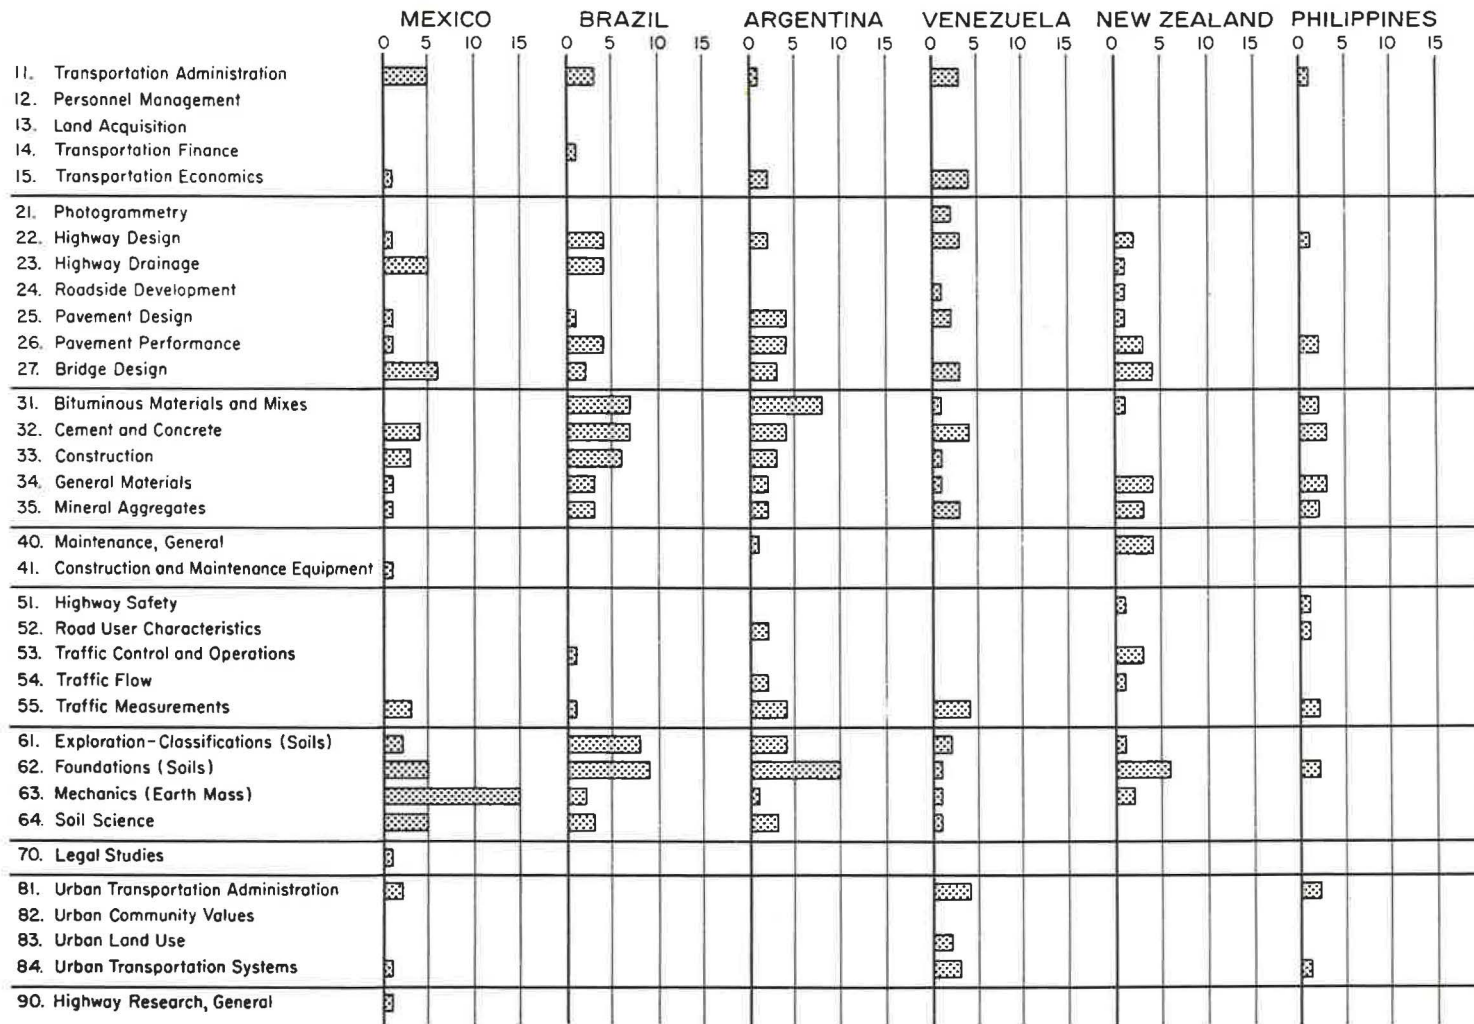 MEXICO BRAZIL ARGENTINA VENEZUELA NEW ZEALAND PHILIPPINES
0 5 10 15 0 5 10 15 0 5 10 15 0 5 10 15 0 5 10 15 0 5 10 15
11. Transportation Administration
12. Personnel Management
13. Land Acquisition
14. Transportation Finance
15. Transportation Economics
21. Photogrammetry
22. Highway Design
23. Highway Drainage
24. Roadside Development
25. Pavement Design
26. Pavement Performance
27. Bridge Design
31. Bituminous Materials and Mixes
32. Cement and Concrete
33. Construction
34. General Materials
35. Mineral Aggregates
40. Maintenance, General
41. Construction and Maintenance Equipment
51. Highway Safety
52. Road User Characteristics
53. Traffic Control and Operations
54. Traffic Flow
55. Traffic Measurements
61. Exploration-Classifications (Soils)
62. Foundations (Soils)
63. Mechanics (Earth Mass)
64. Soil Science
70. Legal Studies
81. Urban Transportation Administration
82. Urban Community Values
83. Urban Land Use
84. Urban Transportation Systems
90. Highway Research, General